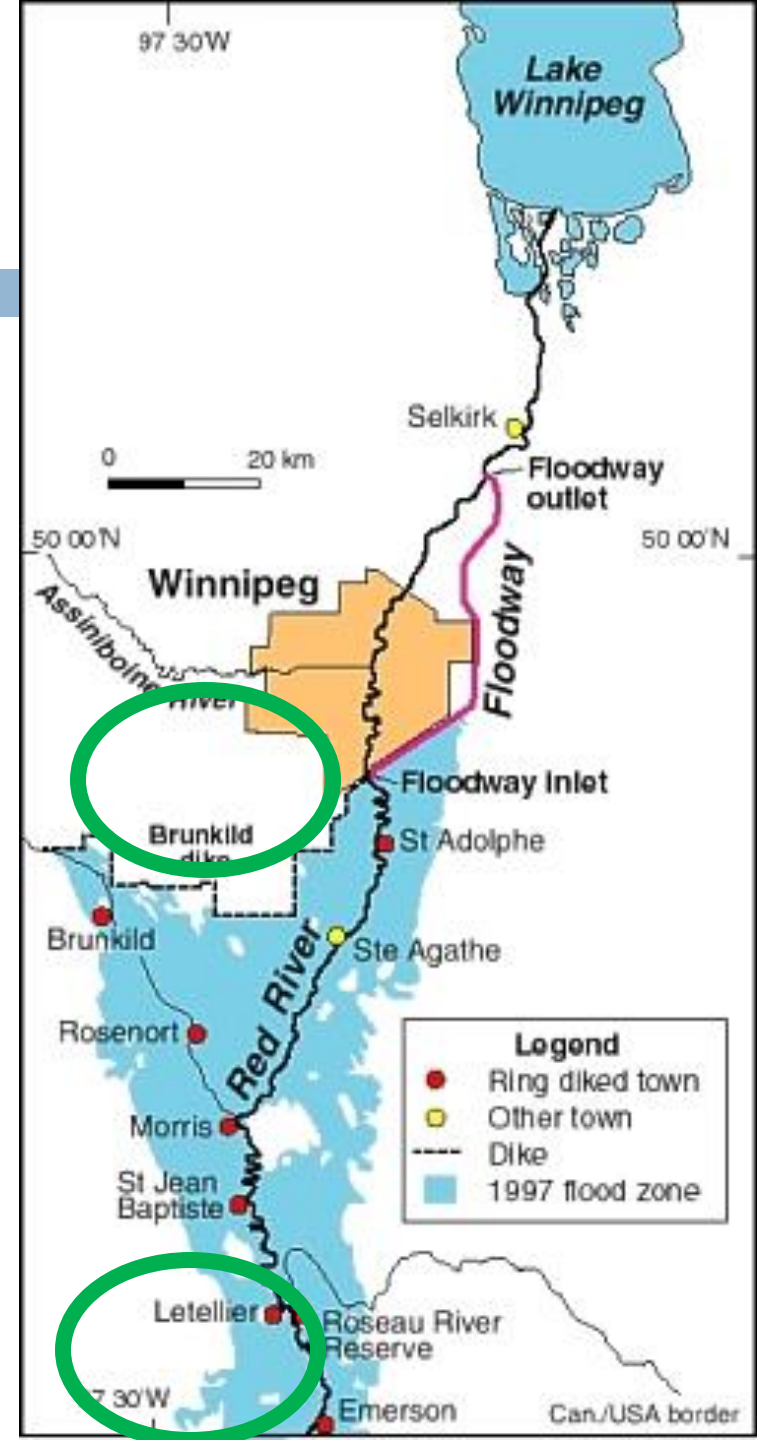 97 30'W
Lake
Winnipeg
Selkirk
0 20 km
Floodway
outlet
50 00'N
50 00'N
Winnipeg
Assiniboine River
Floodway
Floodway Inlet
Brunkild
dike
St Adolphe
Brunkild
Ste Agathe
Red River
Rosenort
Legend
Ring diked town
Other town
Dike
1997 flood zone
Morris
St Jean
Baptiste
Letellier
Roseau River
Reserve
7 30'W
Emerson
Can./USA border